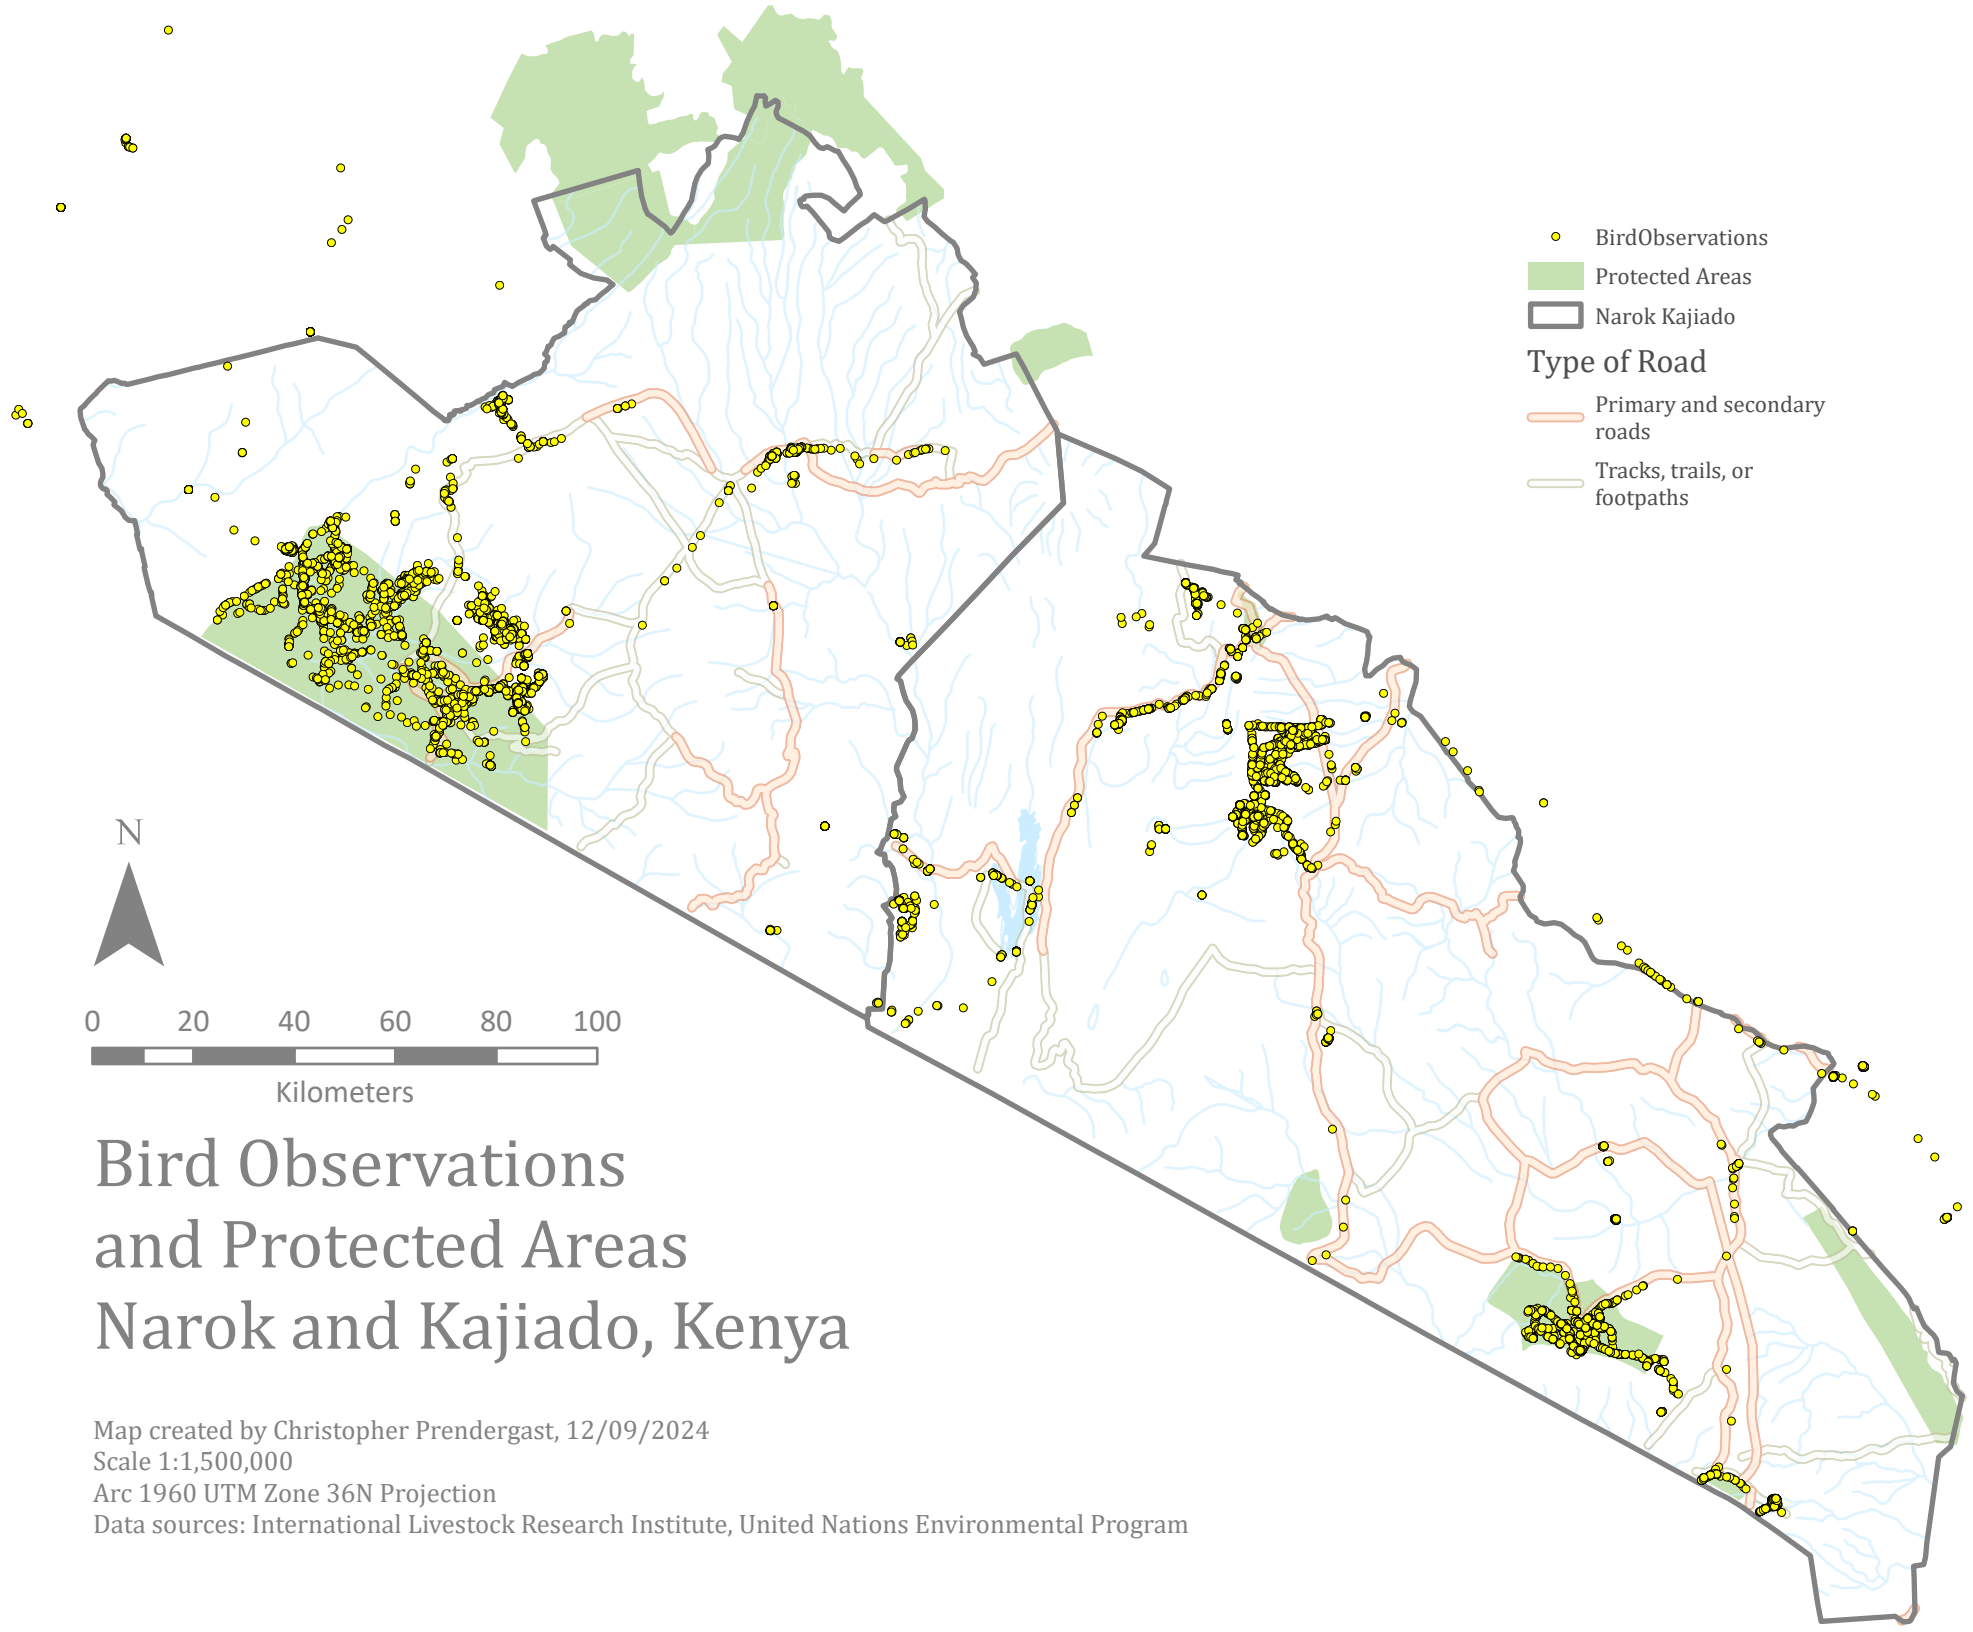 BirdObservations
Protected Areas
Narok Kajiado
Type of Road
Primary and secondary
roads
Tracks, trails, or
footpaths
N
0 20 40 60 80 100
Kilometers
Bird Observations
and Protected Areas
Narok and Kajiado, Kenya
Map created by Christopher Prendergast, 12/09/2024
Scale 1:1,500,000
Arc 1960 UTM Zone 36N Projection
Data sources: International Livestock Research Institute, United Nations Environmental Program